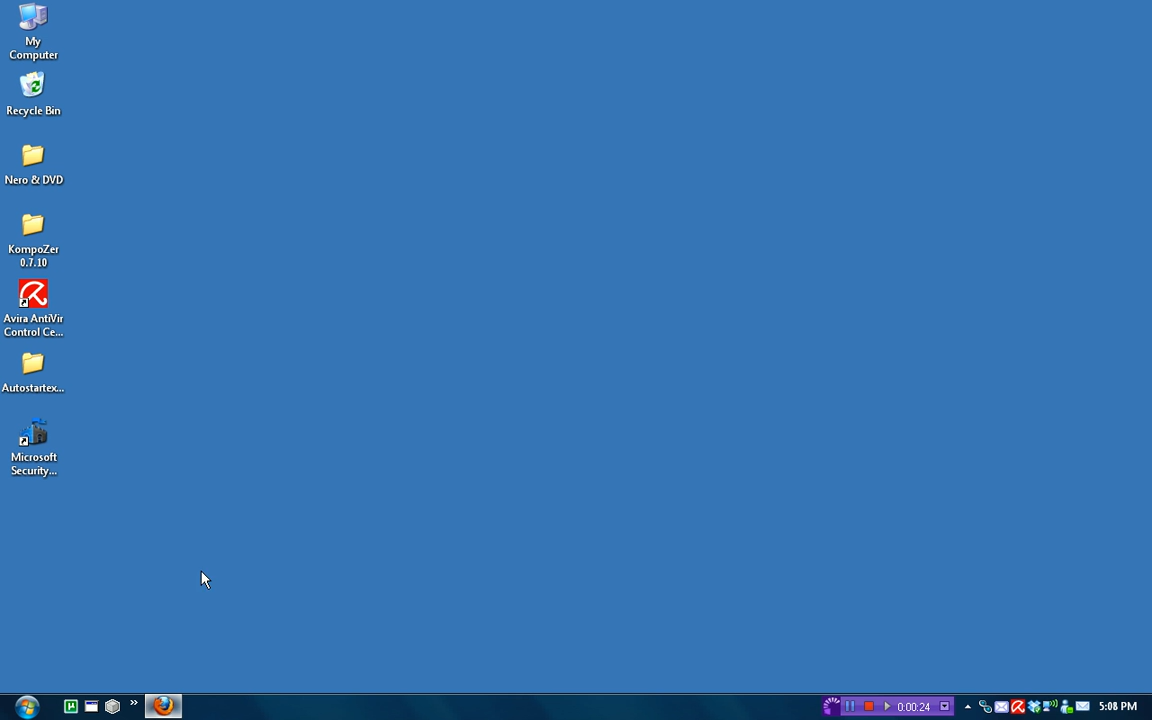 My
Computer
Recycle Bin
Nero & DVD
KompoZer
0.7.10
Avira AntiVir
Control Ce...
Autostartex...
Microsoft
Security...
µ
»
0:00:24
5:08 PM